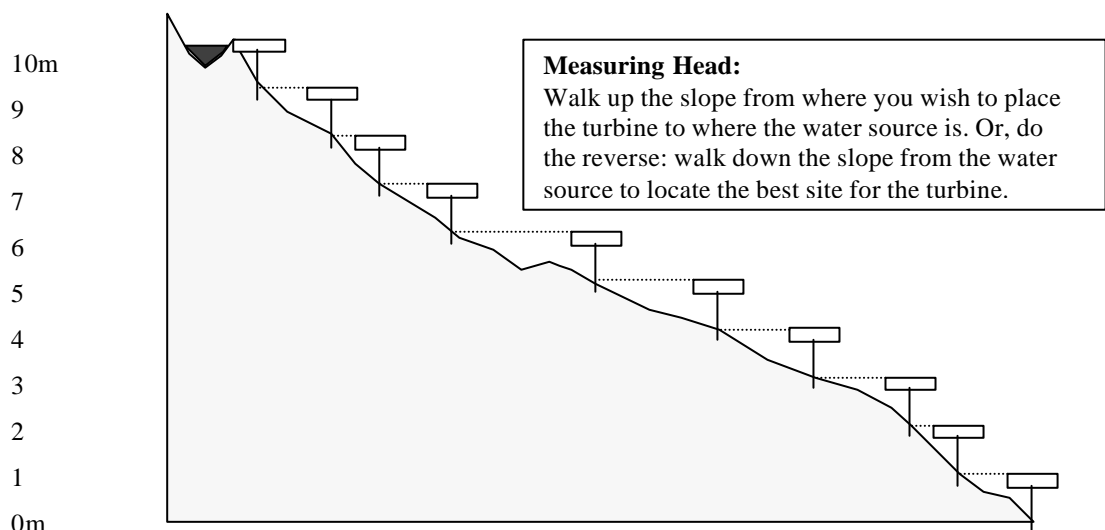 10m
9
8
7
6
5
4
3
2
1
0m
Measuring Head:
Walk up the slope from where you wish to place
the turbine to where the water source is. Or, do
the reverse: walk down the slope from the water
source to locate the best site for the turbine.